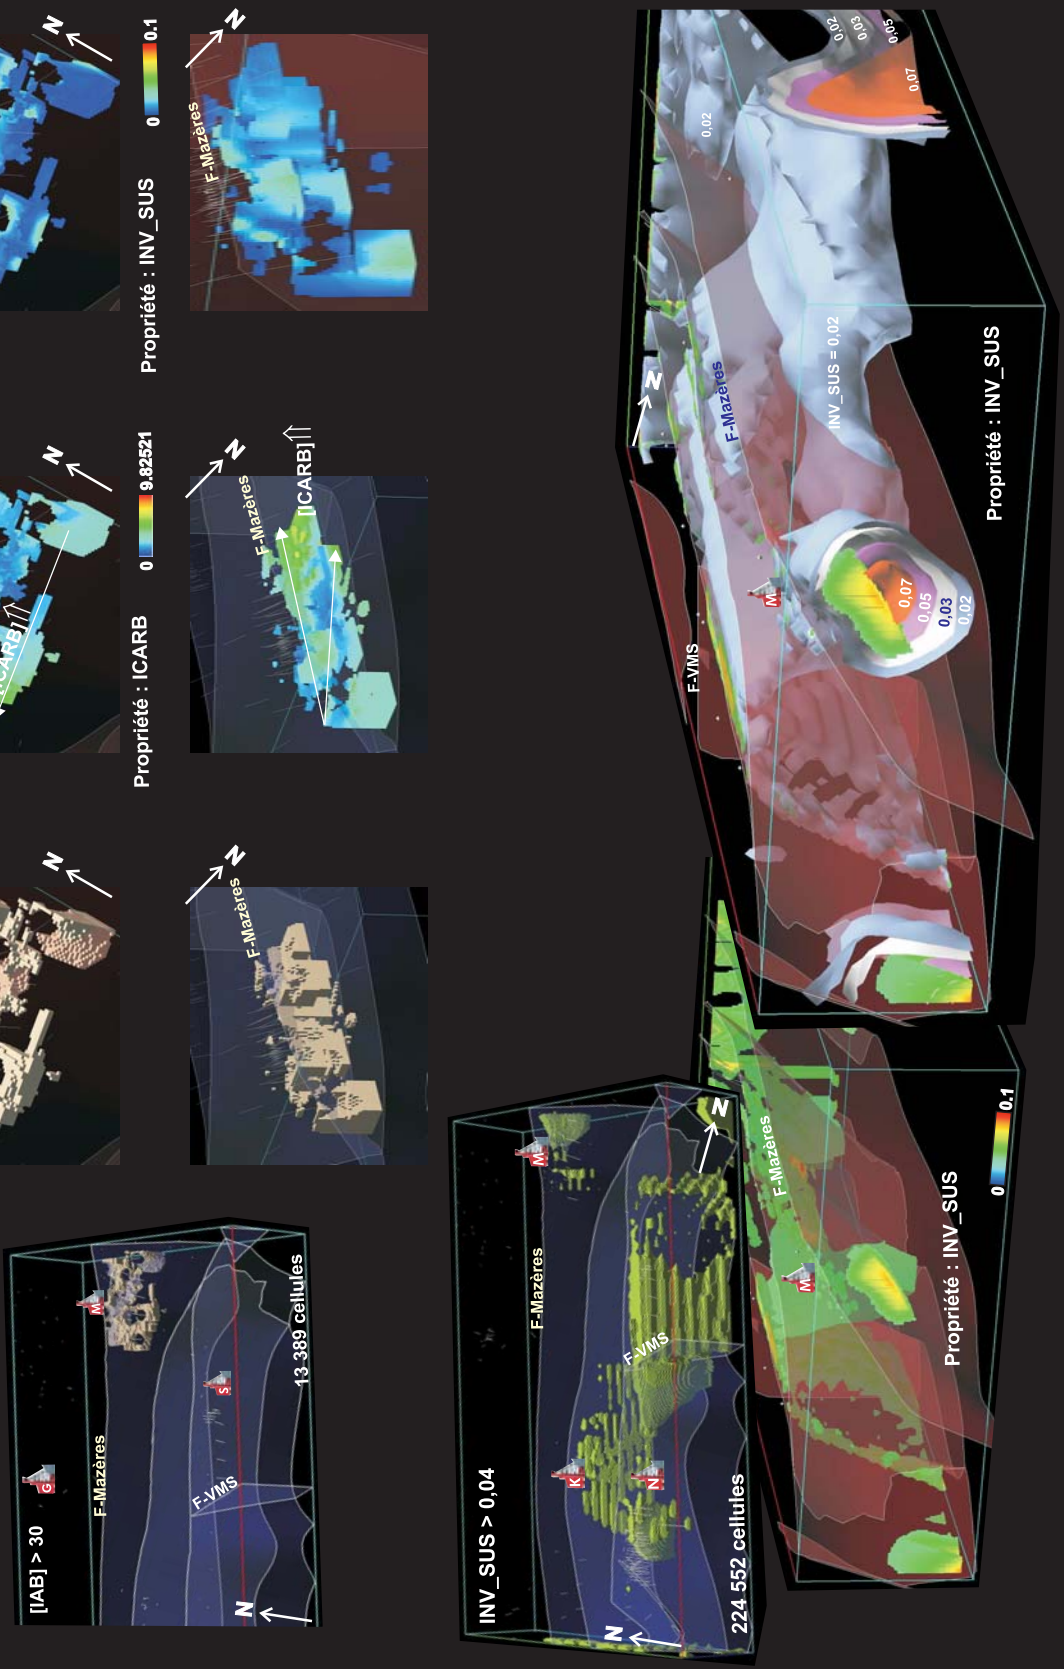 [IAB] > 30
G
F-Mazères
M
S
F-VMS
13 389 cellules
N
N
F-Mazères
N
[ICARB]
N
Propriété : ICARB
0
9.82521
F-Mazères
[ICARB]
N
N
Propriété : INV_SUS
0
0.1
F-Mazères
N
INV_SUS > 0,04
F-Mazères
M
K
N
F-VMS
224 552 cellules
N
N
F-Mazères
M
Propriété : INV_SUS
0
0.1
N
F-VMS
F-Mazères
M
INV_SUS = 0,02
0,02
0,02
0,03
0,05
0,07
0,07
0,05
0,03
0,02
Propriété : INV_SUS